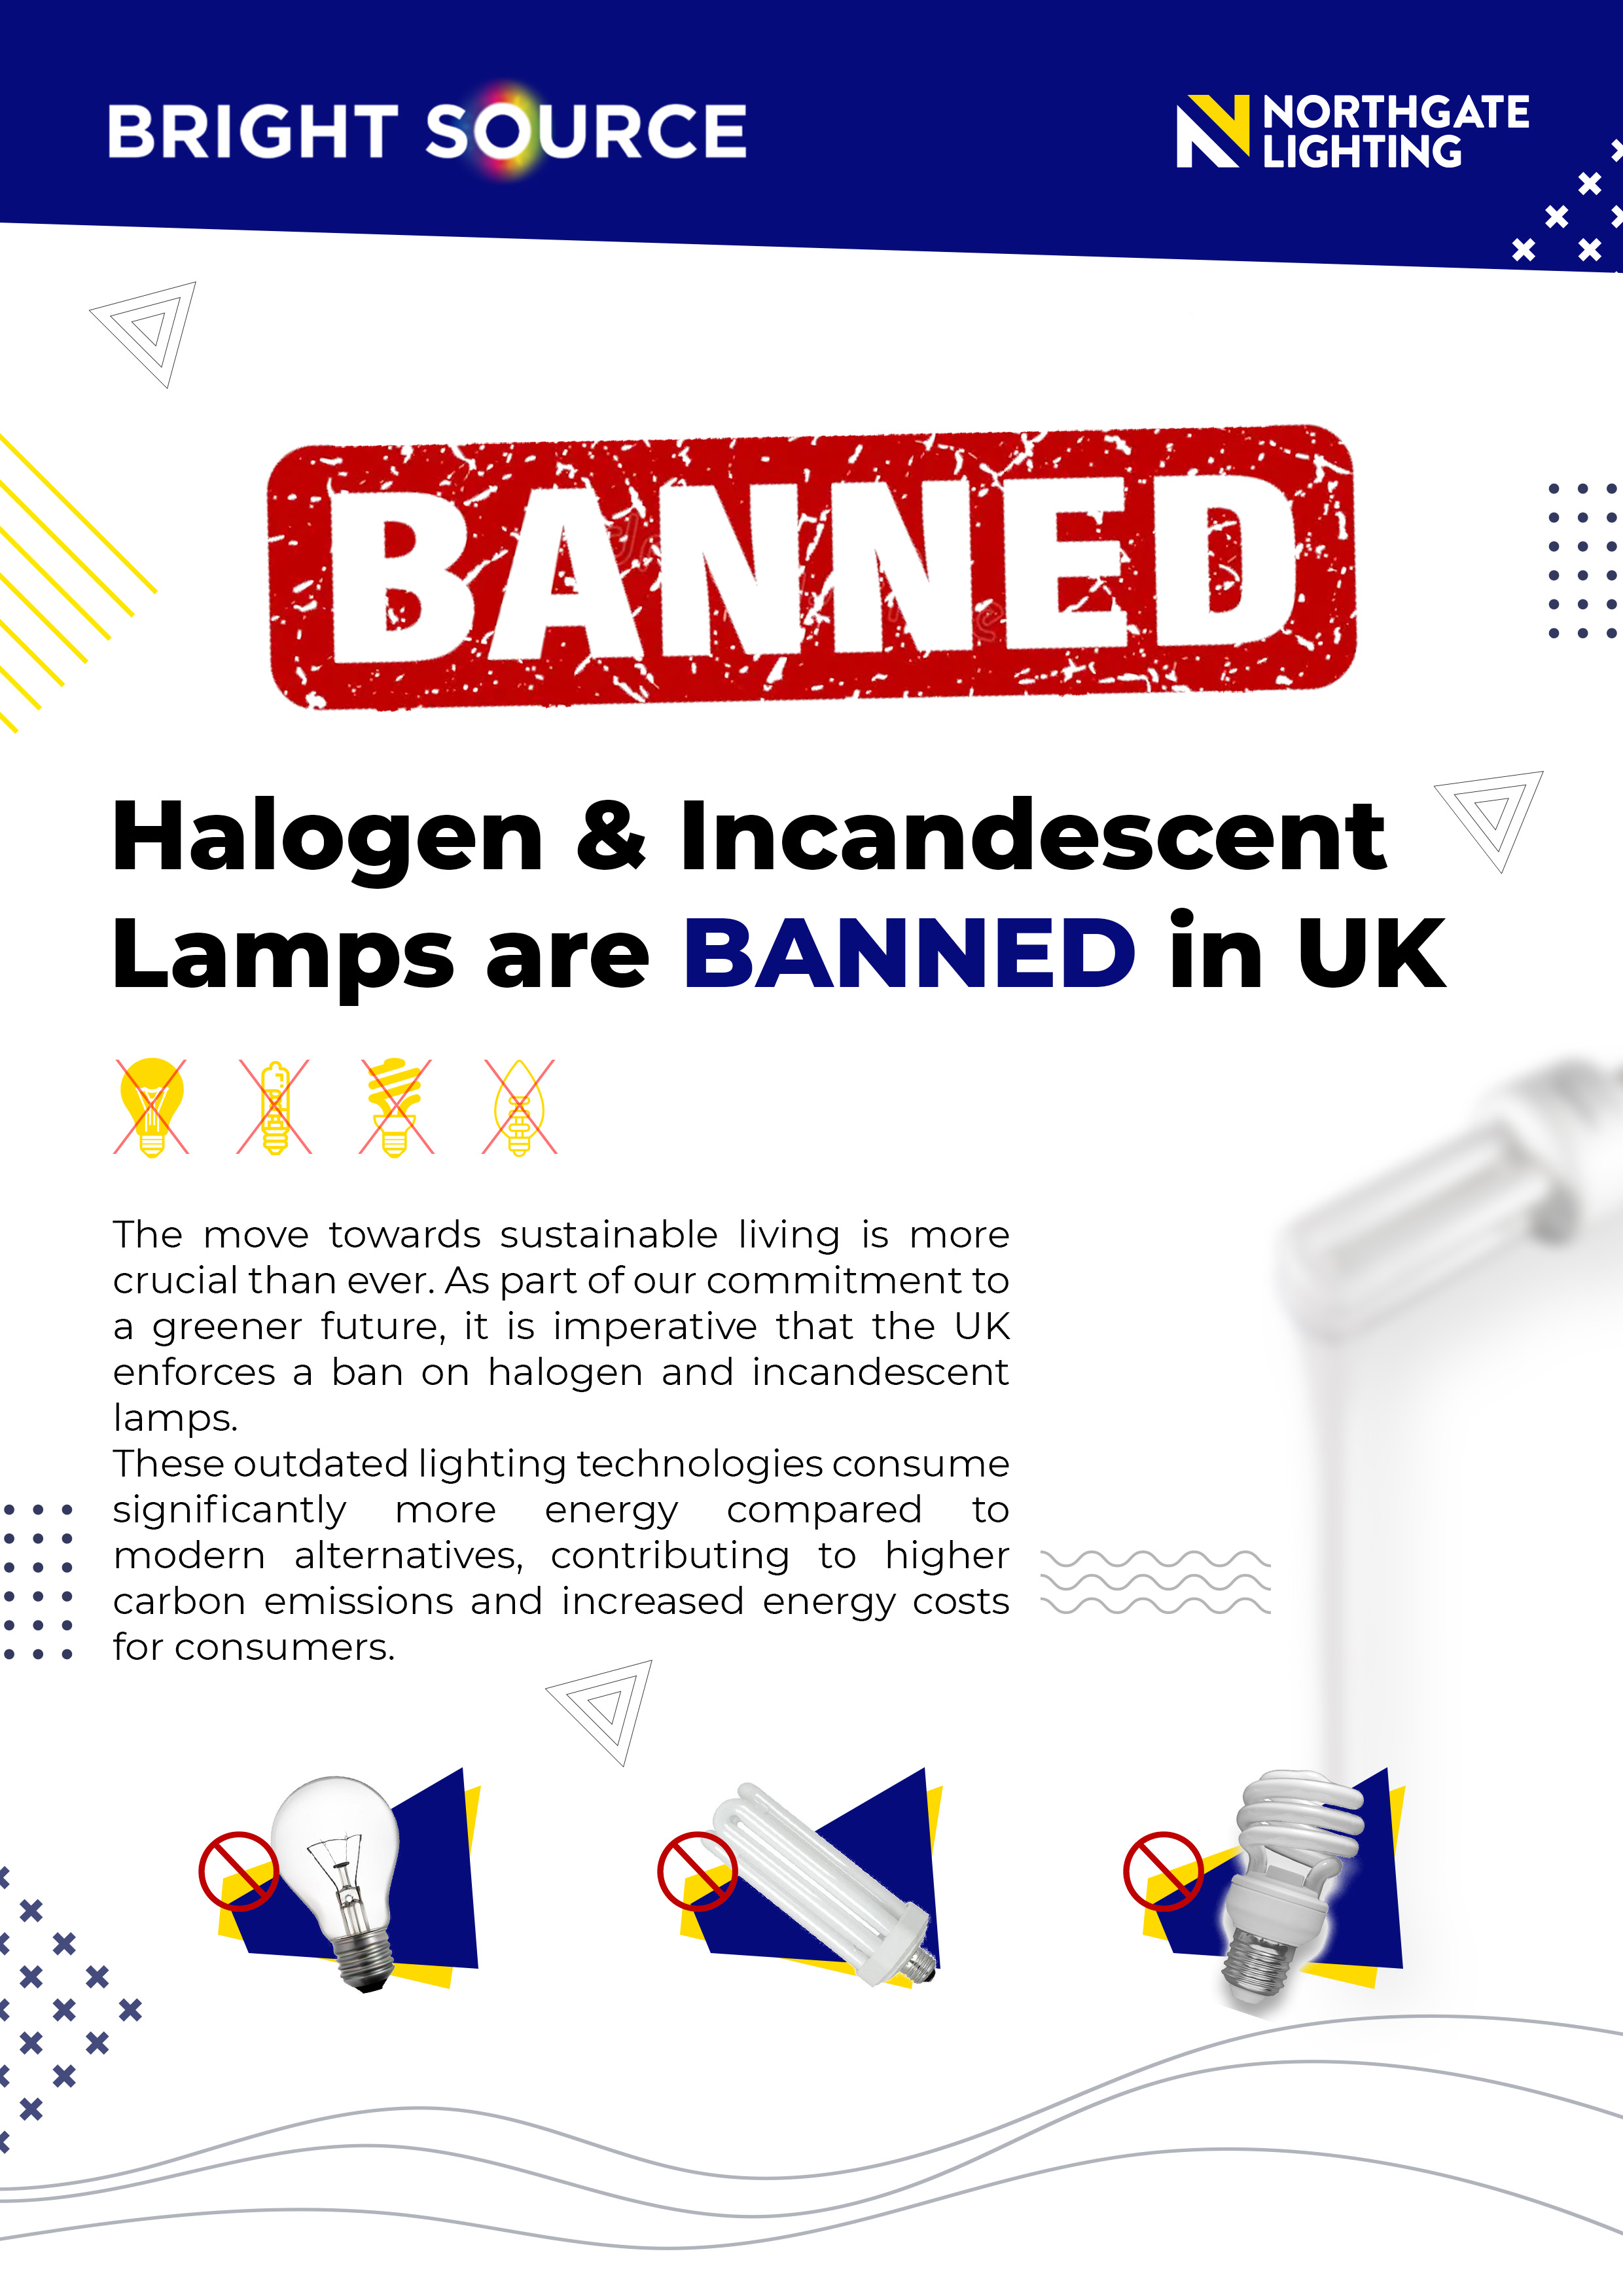 BRIGHT SOURCE
NORTHGATE
LIGHTING
BANNED
Halogen & Incandescent
Lamps are BANNED in UK
The move towards sustainable living is more
crucial than ever. As part of our commitment to
a greener future, it is imperative that the UK
enforces a ban on halogen and incandescent
lamps.
These outdated lighting technologies consume
significantly more energy compared to
modern alternatives, contributing to higher
carbon emissions and increased energy costs
for consumers.